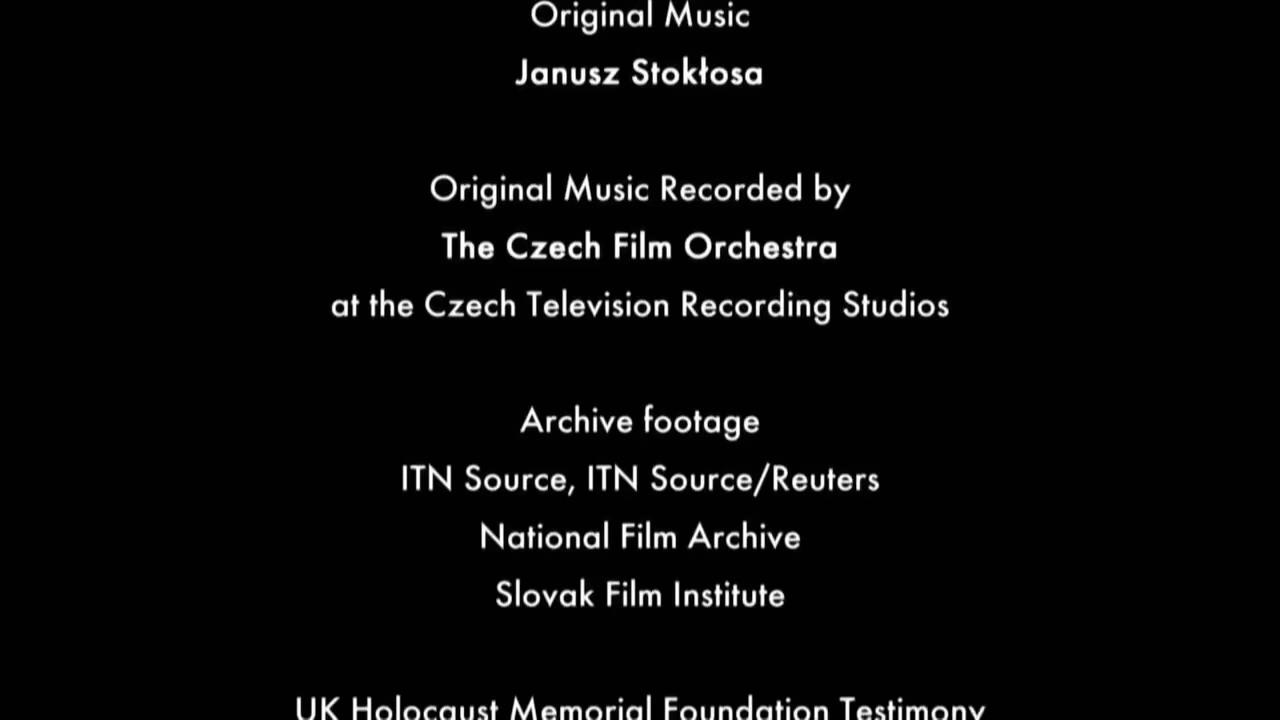 Original Music
Janusz Stokłosa
Original Music Recorded by
The Czech Film Orchestra
at the Czech Television Recording Studios
Archive footage
ITN Source, ITN Source/Reuters
National Film Archive
Slovak Film Institute
UK Holocaust Memorial Foundation Testimony